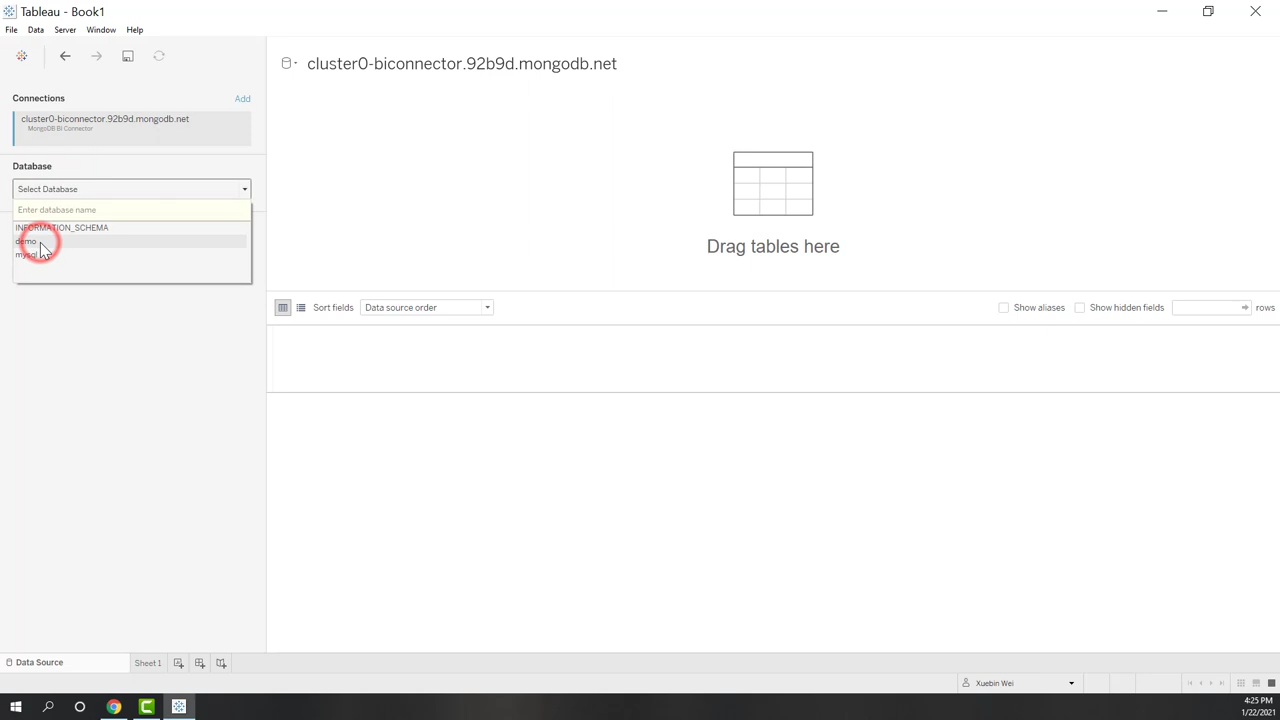 Tableau - Book1
File Data Server Window Help
Connections Add
cluster0-biconnector.92b9d.mongodb.net
MongoDB BI Connector
Database
Select Database
Enter database name
INFORMATION_SCHEMA
demo
mysql
cluster0-biconnector.92b9d.mongodb.net
Drag tables here
Sort fields Data source order Show aliases Show hidden fields rows
Data Source Sheet 1
Xuebin Wei
4:25 PM
1/22/2021